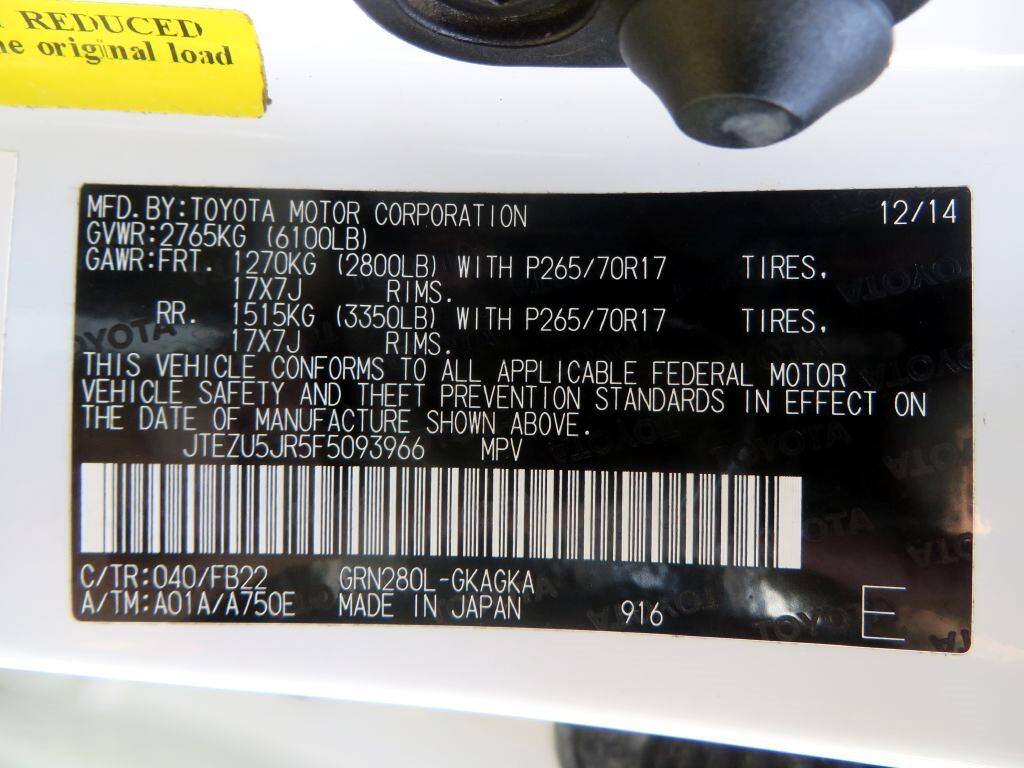 REDUCED
original load
MFD. BY: TOYOTA MOTOR CORPORATION 12/14
GVWR: 2765KG (6100LB)
GAWR: FRT. 1270KG (2800LB) WITH P265/70R17 TIRES,
17X7J RIMS.
RR. 1515KG (3350LB) WITH P265/70R17 TIRES,
17X7J RIMS.
THIS VEHICLE CONFORMS TO ALL APPLICABLE FEDERAL MOTOR
VEHICLE SAFETY AND THEFT PREVENTION STANDARDS IN EFFECT ON
THE DATE OF MANUFACTURE SHOWN ABOVE.
JTEZU5JR5F5093966 MPV
C/TR: 040/FB22 GRN280L-GKAGKA
A/TM: A01A/A750E MADE IN JAPAN 916 E